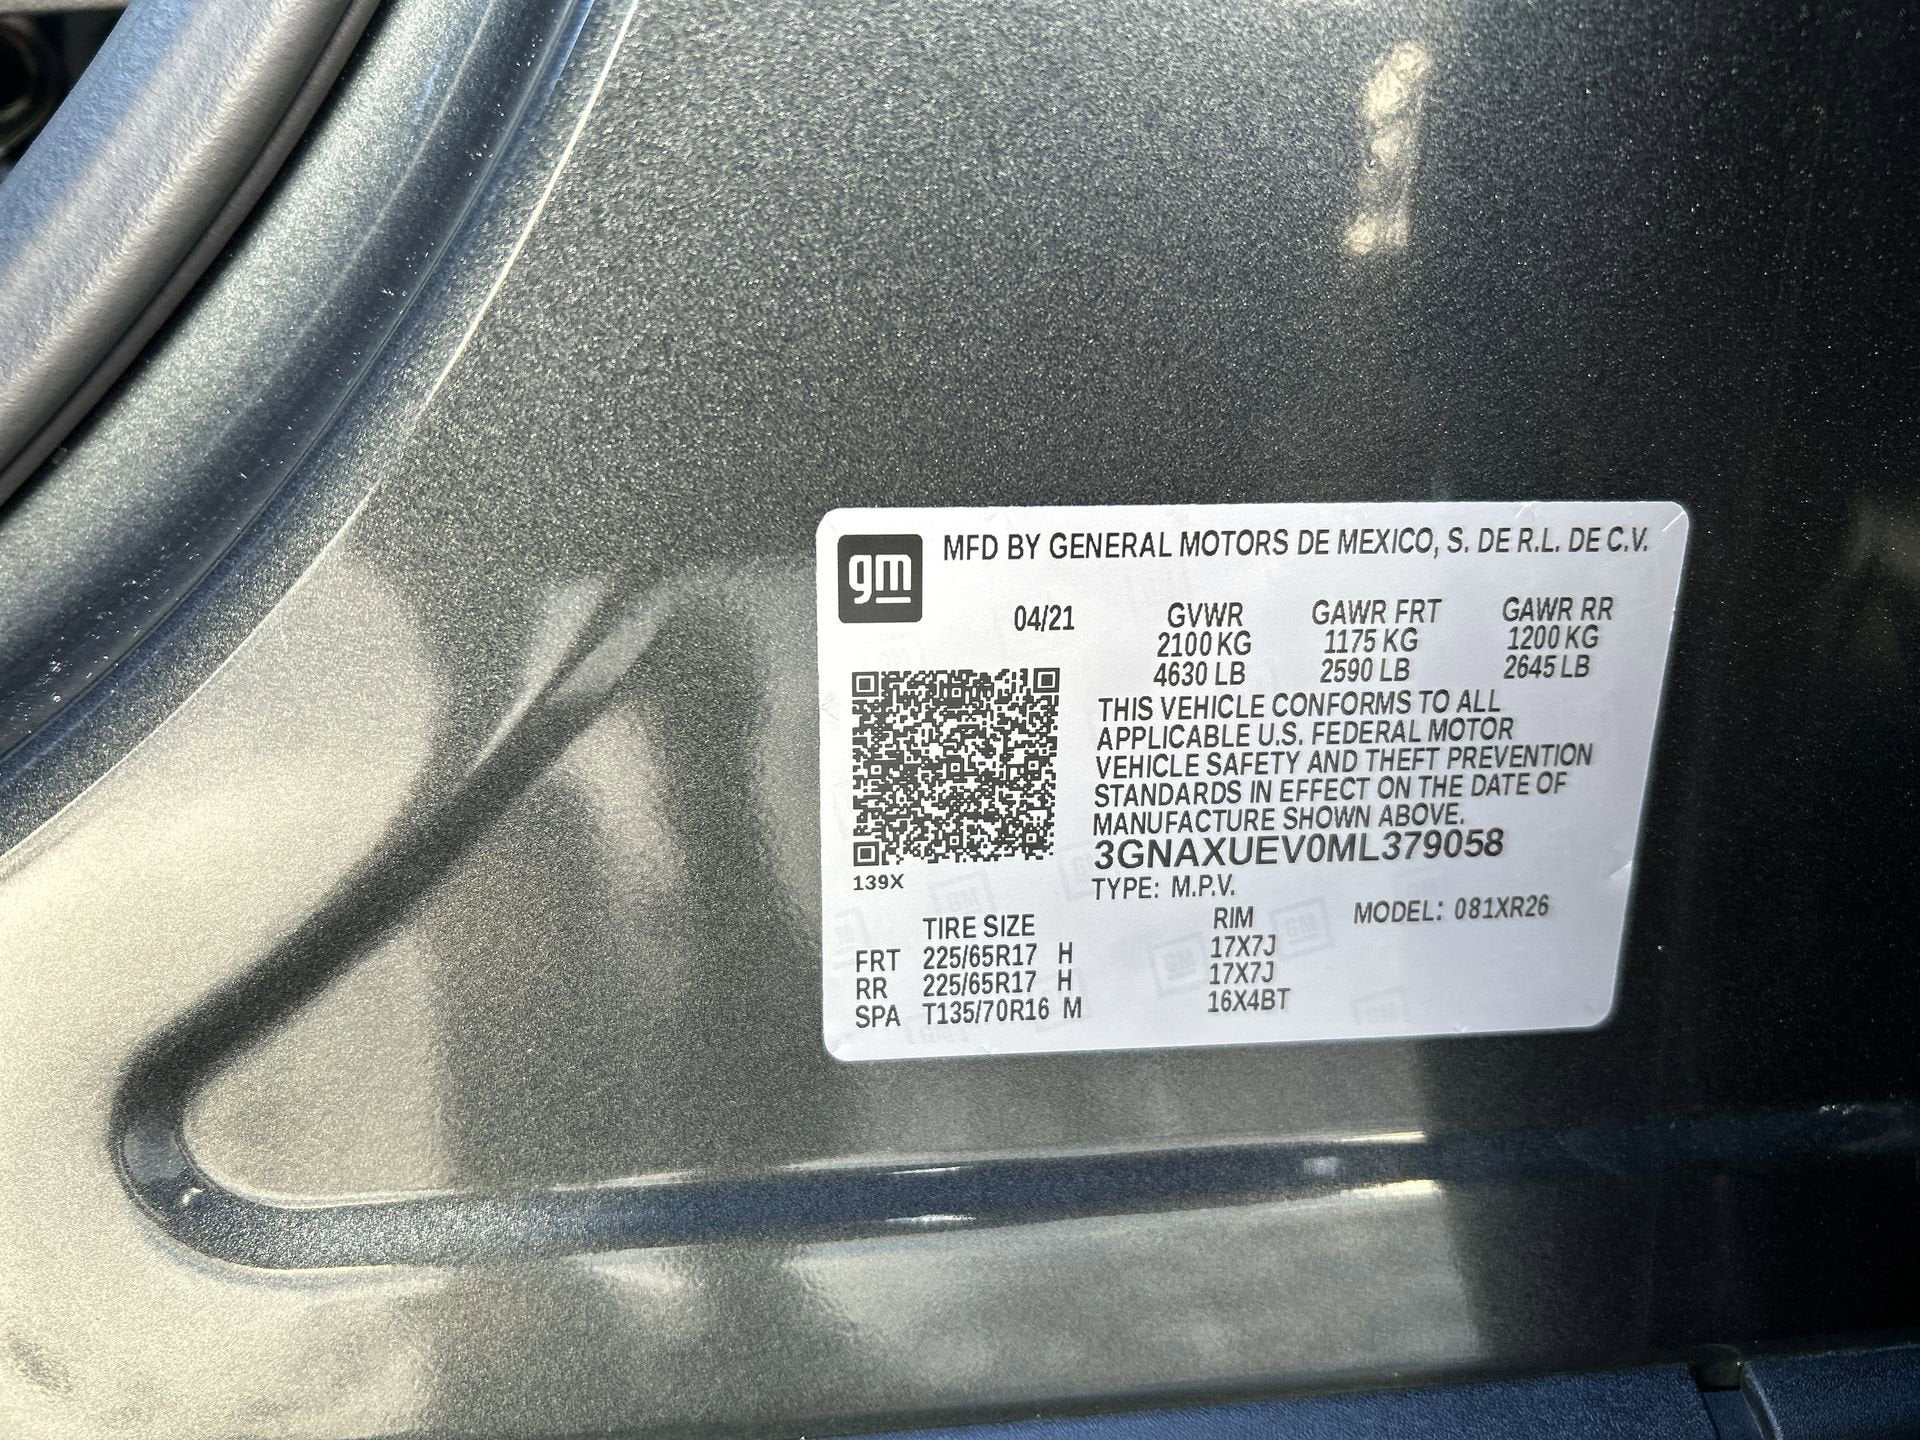 gm MFD BY GENERAL MOTORS DE MEXICO, S. DE R.L. DE C.V.
04/21 GVWR GAWR FRT GAWR RR
2100 KG 1175 KG 1200 KG
4630 LB 2590 LB 2645 LB
THIS VEHICLE CONFORMS TO ALL
APPLICABLE U.S. FEDERAL MOTOR
VEHICLE SAFETY AND THEFT PREVENTION
STANDARDS IN EFFECT ON THE DATE OF
MANUFACTURE SHOWN ABOVE.
3GNAXUEV0ML379058
139X
TYPE: M.P.V.
TIRE SIZE RIM MODEL: 081XR26
FRT 225/65R17 H 17X7J
RR 225/65R17 H 17X7J
SPA T135/70R16 M 16X4BT